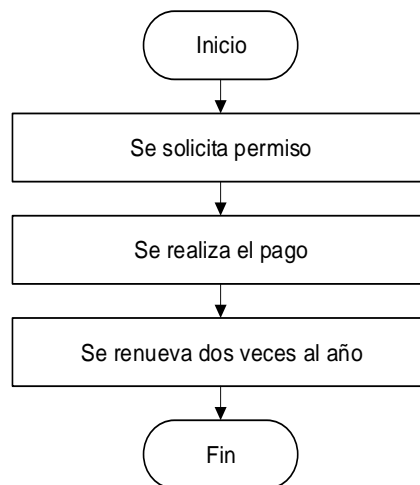 Inicio
Se solicita permiso
Se realiza el pago
Se renueva dos veces al año
Fin